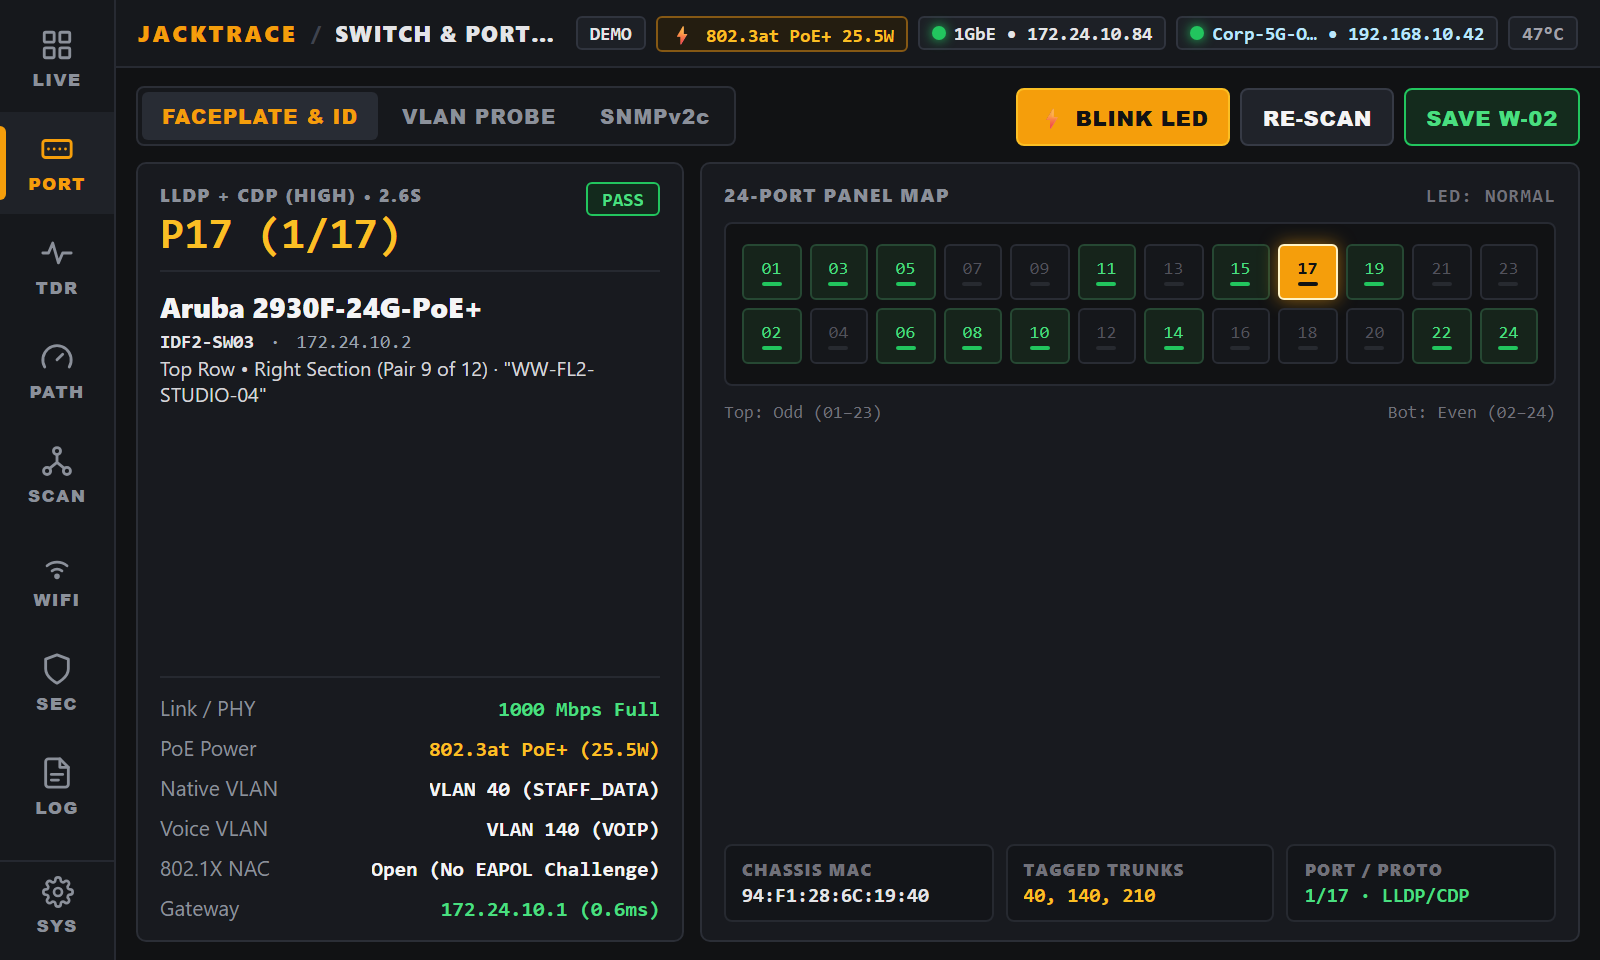 JACKTRACE / SWITCH & PORT...
DEMO
802.3at PoE+ 25.5W
1GbE • 172.24.10.84
Corp-5G-O… • 192.168.10.42
47°C
LIVE
PORT
TDR
PATH
SCAN
WIFI
SEC
LOG
SYS
FACEPLATE & ID
VLAN PROBE
SNMPv2c
BLINK LED
RE-SCAN
SAVE W-02
LLDP + CDP (HIGH) • 2.6S
PASS
P17 (1/17)
Aruba 2930F-24G-PoE+
IDF2-SW03 · 172.24.10.2
Top Row • Right Section (Pair 9 of 12) · "WW-FL2-
STUDIO-04"
Link / PHY 1000 Mbps Full
PoE Power 802.3at PoE+ (25.5W)
Native VLAN VLAN 40 (STAFF_DATA)
Voice VLAN VLAN 140 (VOIP)
802.1X NAC Open (No EAPOL Challenge)
Gateway 172.24.10.1 (0.6ms)
24-PORT PANEL MAP
LED: NORMAL
01 03 05 07 09 11 13 15 17 19 21 23
02 04 06 08 10 12 14 16 18 20 22 24
Top: Odd (01–23)
Bot: Even (02–24)
CHASSIS MAC
94:F1:28:6C:19:40
TAGGED TRUNKS
40, 140, 210
PORT / PROTO
1/17 · LLDP/CDP